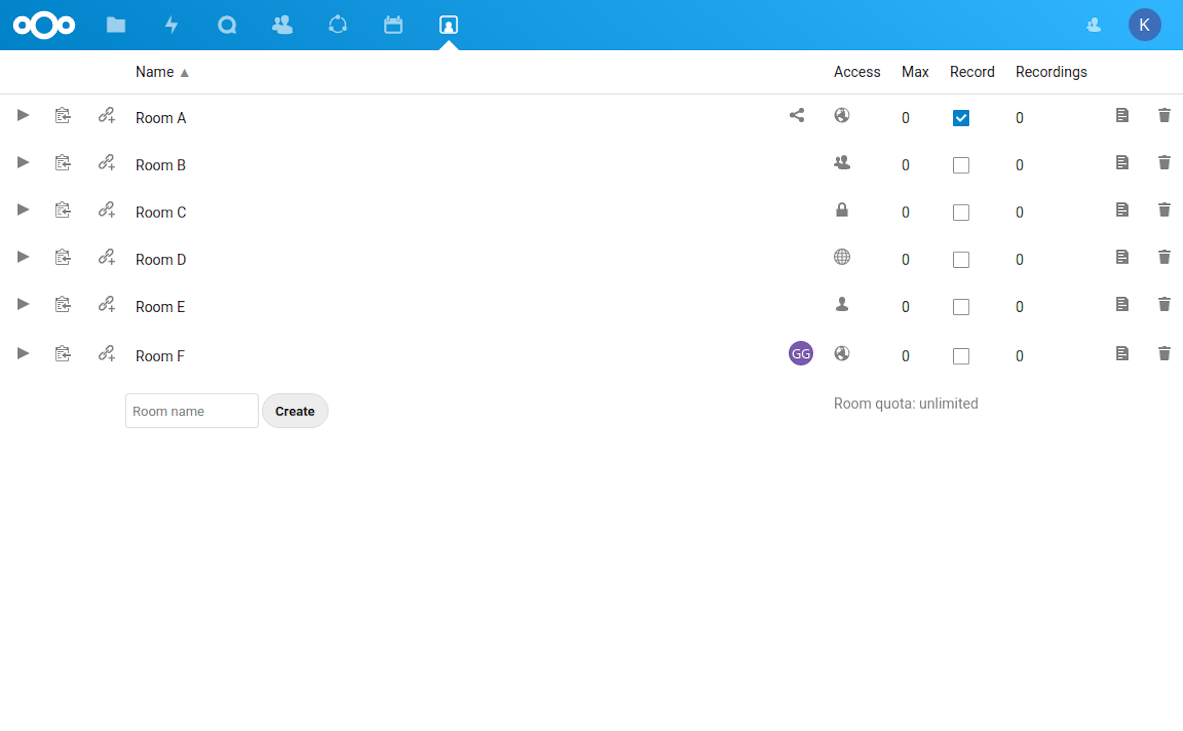 K
Name ▲ Access Max Record Recordings
Room A 0 0
Room B 0 0
Room C 0 0
Room D 0 0
Room E 0 0
Room F GG 0 0
Room name Create Room quota: unlimited